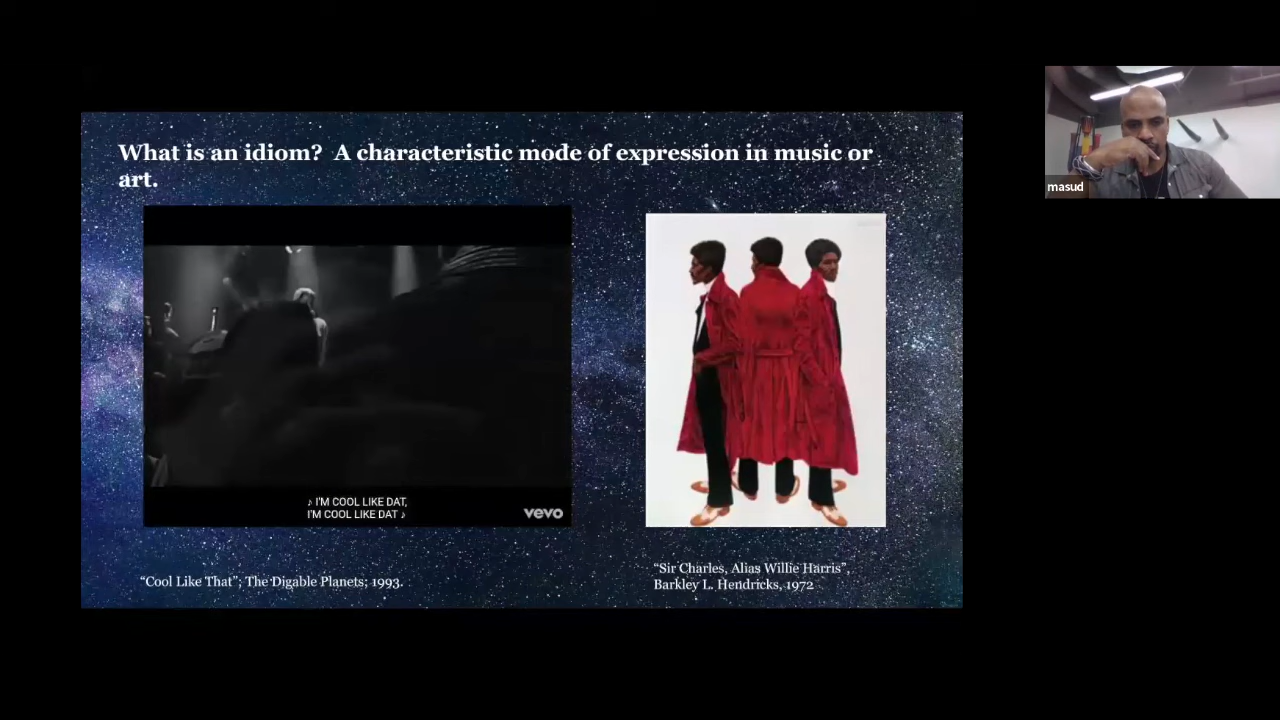 What is an idiom? A characteristic mode of expression in music or
art.
♪ I'M COOL LIKE DAT,
I'M COOL LIKE DAT ♪
vevo
"Cool Like That"; The Digable Planets; 1993.
"Sir Charles, Alias Willie Harris",
Barkley L. Hendricks, 1972
masud